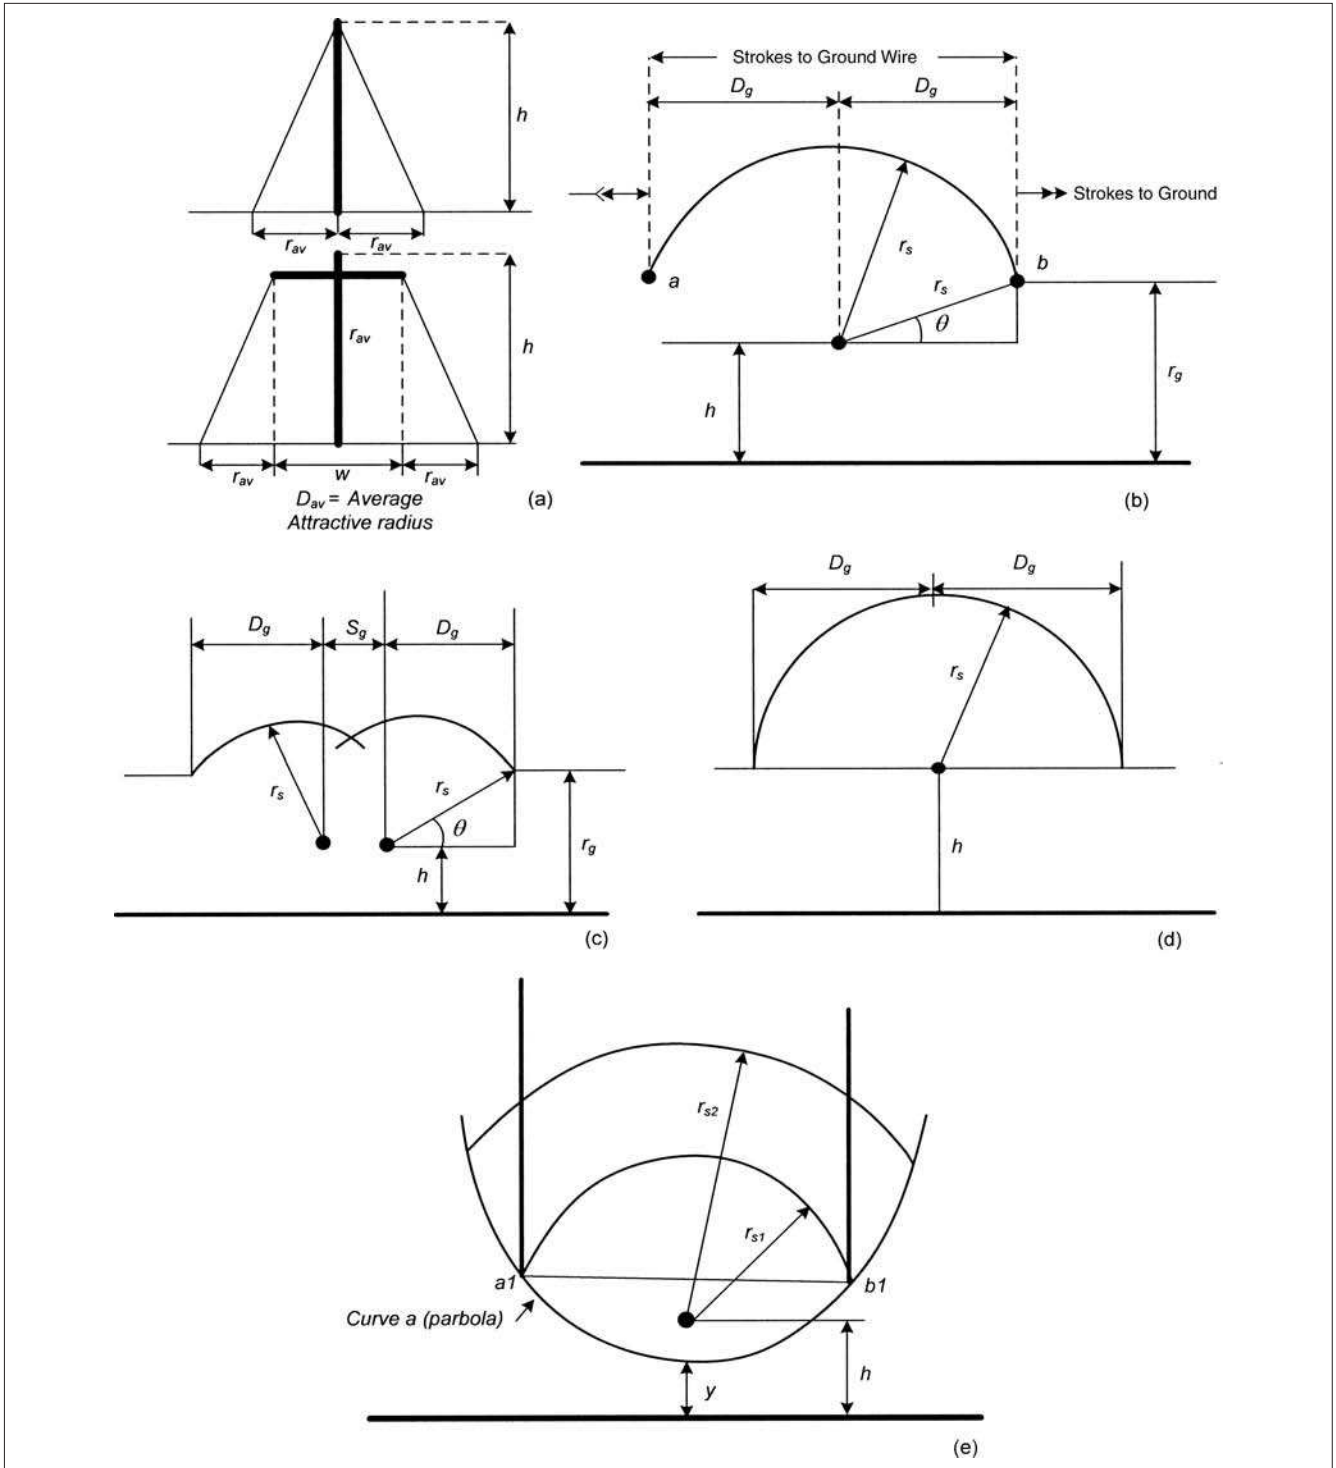 h
r_av
r_av
r_av
h
r_av
w
r_av
D_av = Average
Attractive radius
(a)
Strokes to Ground Wire
D_g
D_g
Strokes to Ground
r_s
a
b
r_s
θ
h
r_g
(b)
D_g
S_g
D_g
r_s
r_s
θ
h
r_g
(c)
D_g
D_g
r_s
h
(d)
r_s2
r_s1
a1
b1
Curve a (parbola)
y
h
(e)